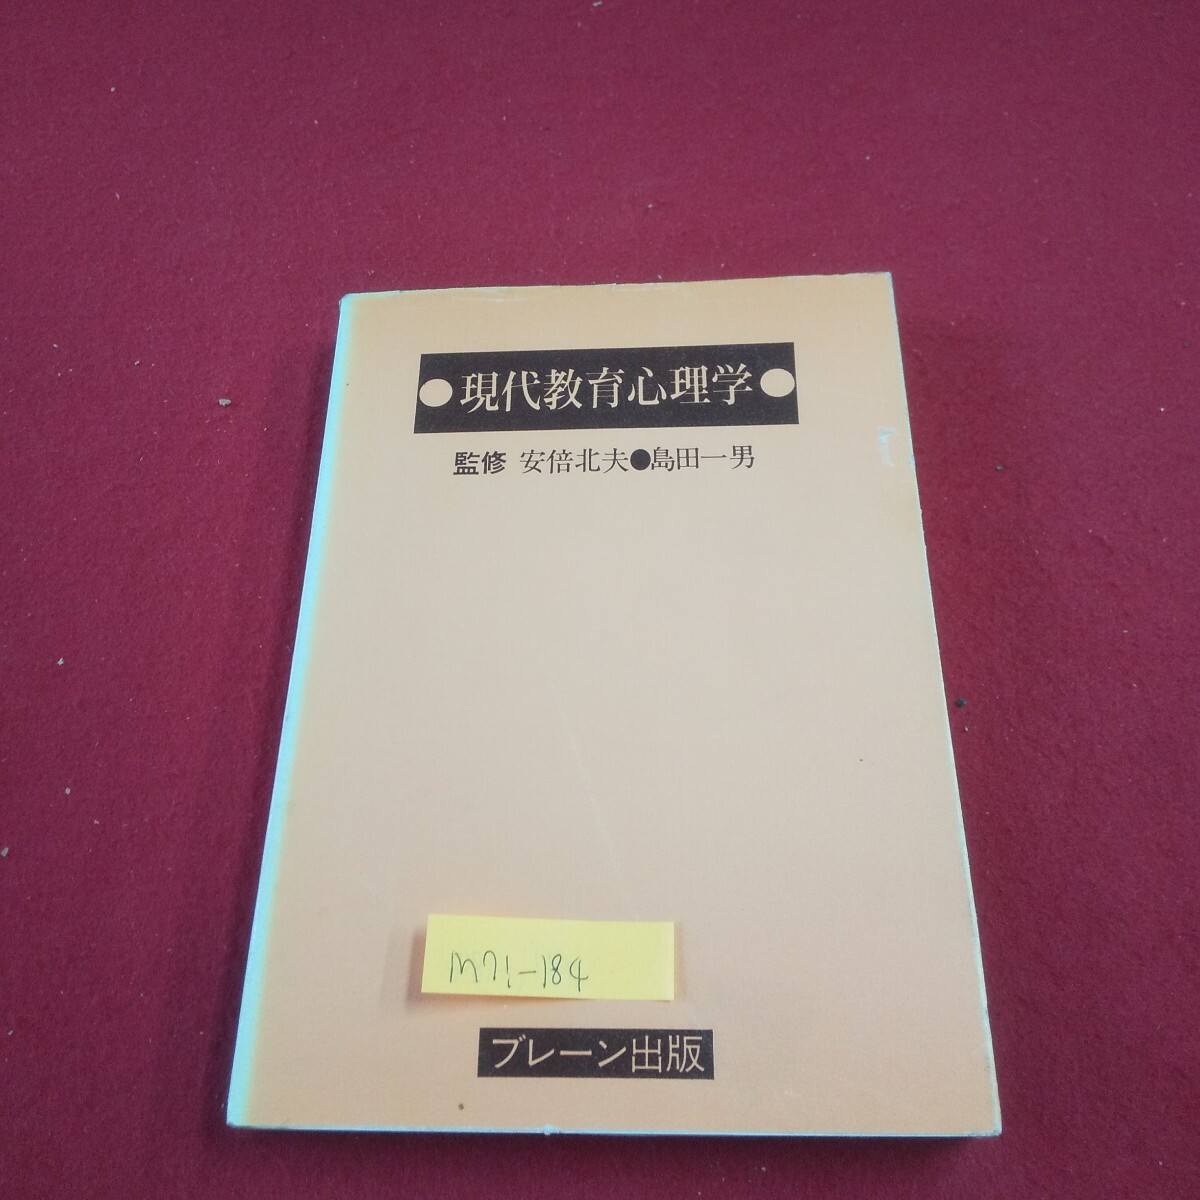 ●現代教育心理学●
監修 安倍北夫●島田一男
M71-184
ブレーン出版